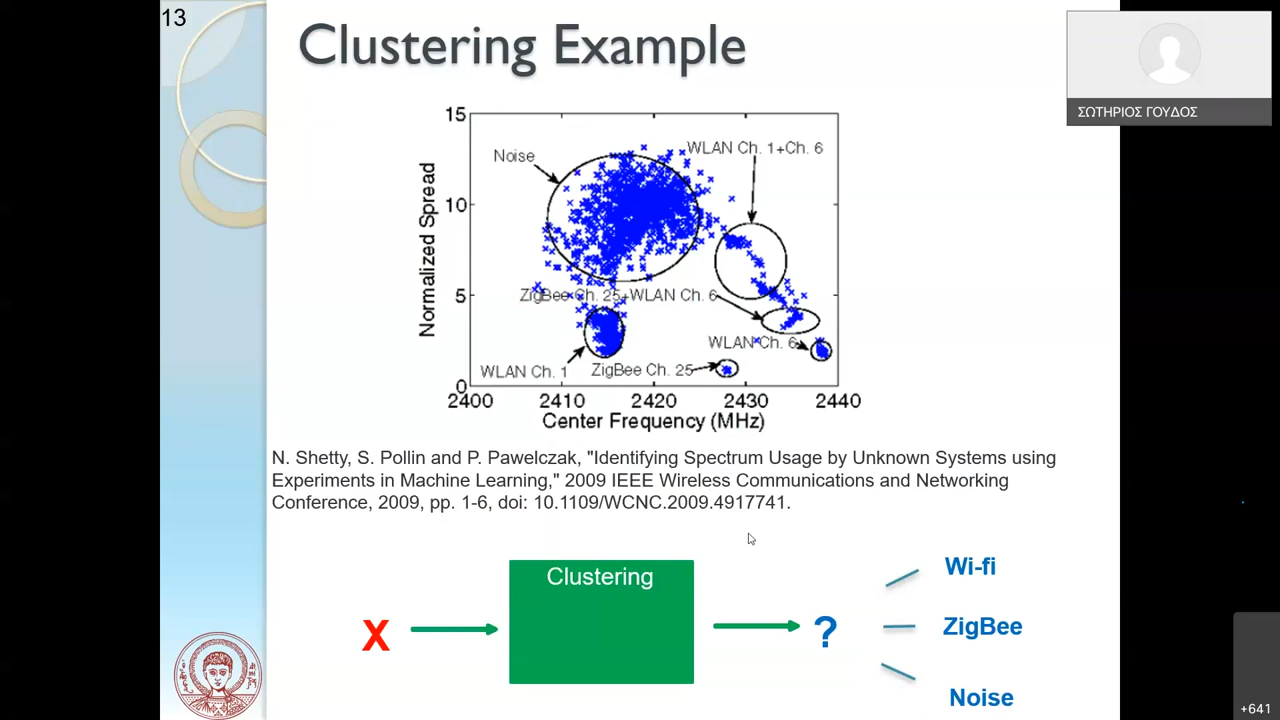 13
Clustering Example
ΣΩΤΗΡΙΟΣ ΓΟΥΔΟΣ
15
10
5
0
Normalized Spread
Noise
WLAN Ch. 1+Ch. 6
ZigBee Ch. 25+WLAN Ch. 6
WLAN Ch. 6
WLAN Ch. 1
ZigBee Ch. 25
2400 2410 2420 2430 2440
Center Frequency (MHz)
N. Shetty, S. Pollin and P. Pawelczak, "Identifying Spectrum Usage by Unknown Systems using
Experiments in Machine Learning," 2009 IEEE Wireless Communications and Networking
Conference, 2009, pp. 1-6, doi: 10.1109/WCNC.2009.4917741.
Clustering
X
?
Wi-fi
ZigBee
Noise
+641